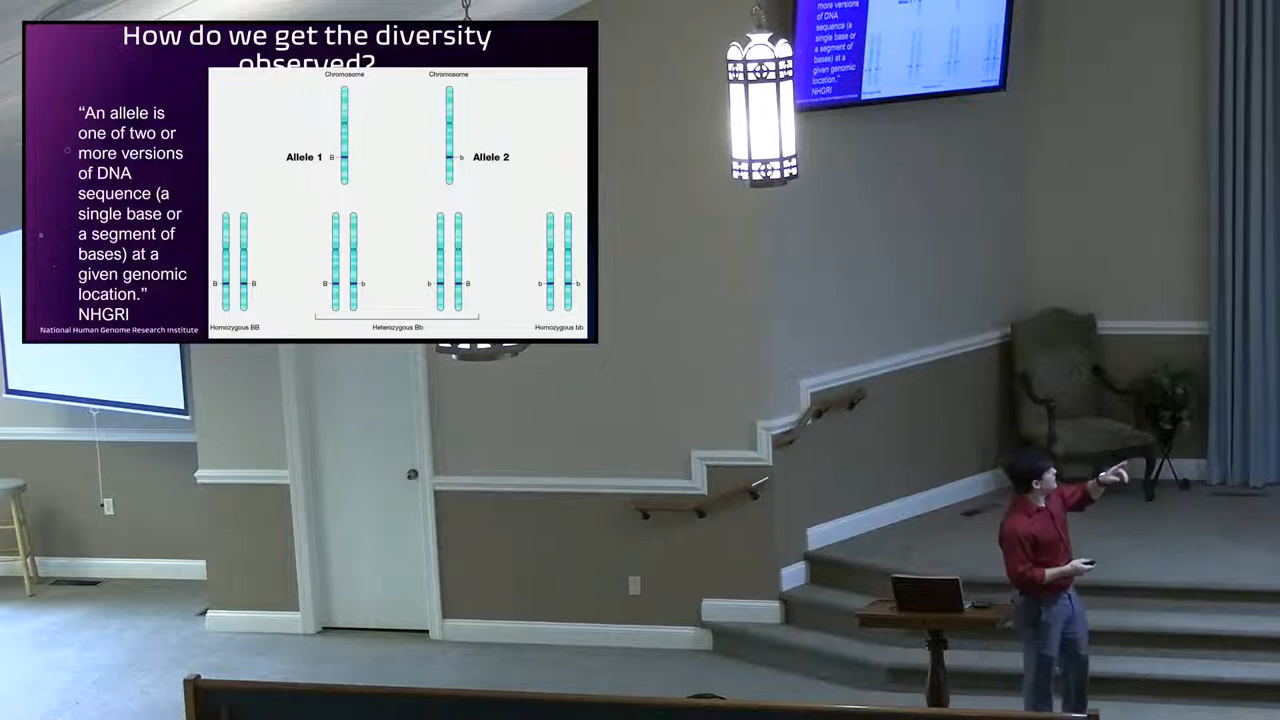 How do we get the diversity
observed?
"An allele is
one of two or
more versions
of DNA
sequence (a
single base or
a segment of
bases) at a
given genomic
location."
NHGRI
National Human Genome Research Institute
Chromosome
Chromosome
Allele 1
B
b
Allele 2
B
B
B
b
b
B
b
b
Homozygous BB
Heterozygous Bb
Homozygous bb
more versions
of DNA
sequence (a
single base or
a segment of
bases) at a
given genomic
location."
NHGRI